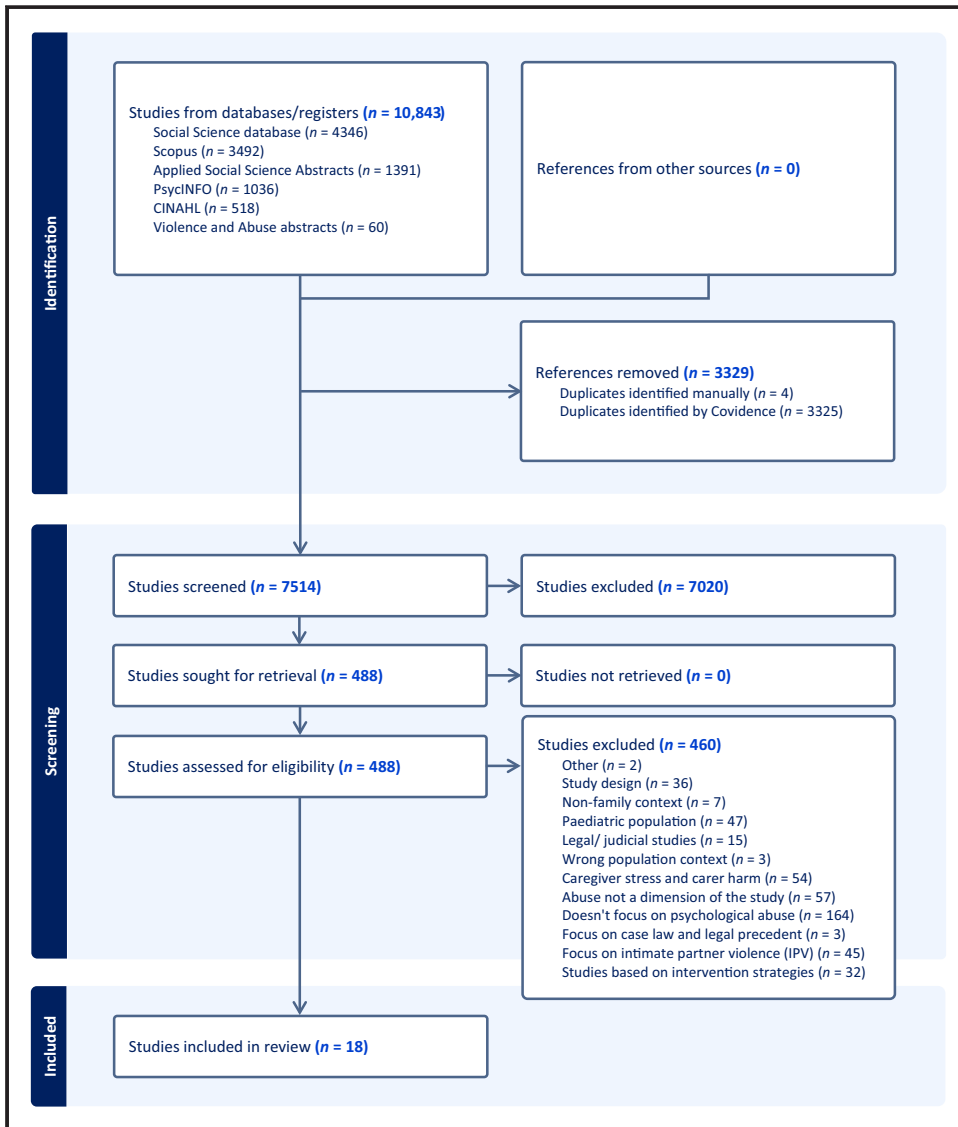 Identification
Studies from databases/registers (n = 10,843)
Social Science database (n = 4346)
Scopus (n = 3492)
Applied Social Science Abstracts (n = 1391)
PsycINFO (n = 1036)
CINAHL (n = 518)
Violence and Abuse abstracts (n = 60)
References from other sources (n = 0)
References removed (n = 3329)
Duplicates identified manually (n = 4)
Duplicates identified by Covidence (n = 3325)
Screening
Studies screened (n = 7514)
Studies excluded (n = 7020)
Studies sought for retrieval (n = 488)
Studies not retrieved (n = 0)
Studies assessed for eligibility (n = 488)
Studies excluded (n = 460)
Other (n = 2)
Study design (n = 36)
Non-family context (n = 7)
Paediatric population (n = 47)
Legal/ judicial studies (n = 15)
Wrong population context (n = 3)
Caregiver stress and carer harm (n = 54)
Abuse not a dimension of the study (n = 57)
Doesn't focus on psychological abuse (n = 164)
Focus on case law and legal precedent (n = 3)
Focus on intimate partner violence (IPV) (n = 45)
Studies based on intervention strategies (n = 32)
Included
Studies included in review (n = 18)